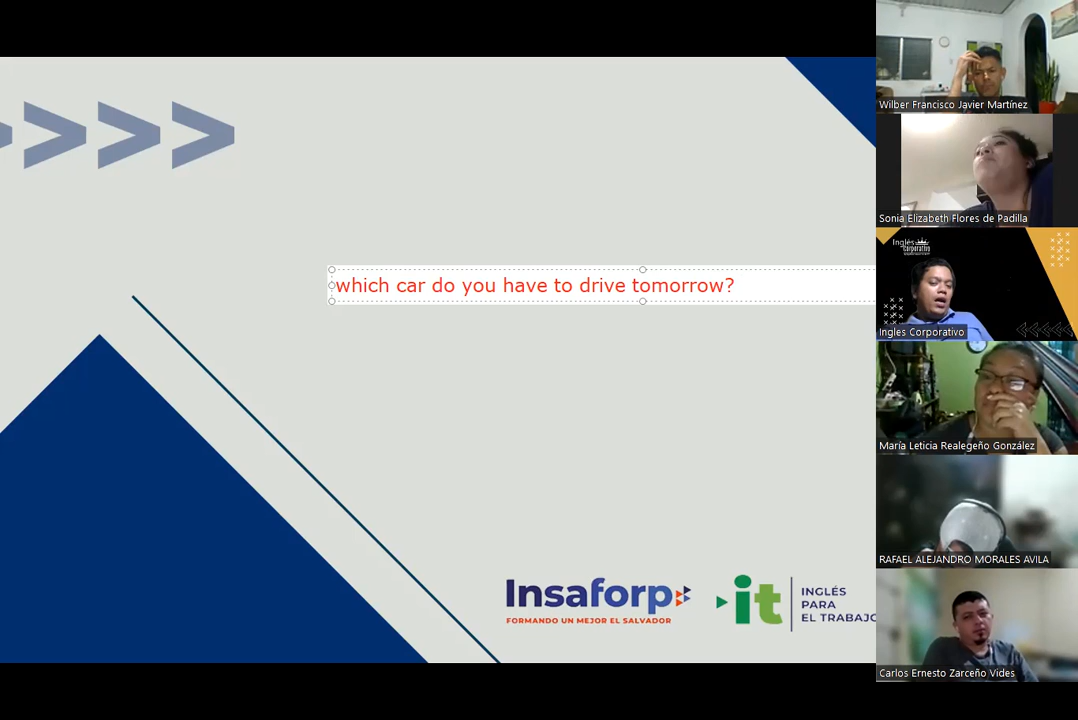 which car do you have to drive tomorrow?
Insaforp
FORMANDO UN MEJOR EL SALVADOR
it
INGLÉS
PARA
EL TRABAJO
Wilber Francisco Javier Martínez
Sonia Elizabeth Flores de Padilla
Inglés
corporativo
Ingles Corporativo
María Leticia Realegeño González
RAFAEL ALEJANDRO MORALES AVILA
Carlos Ernesto Zarceño Vides